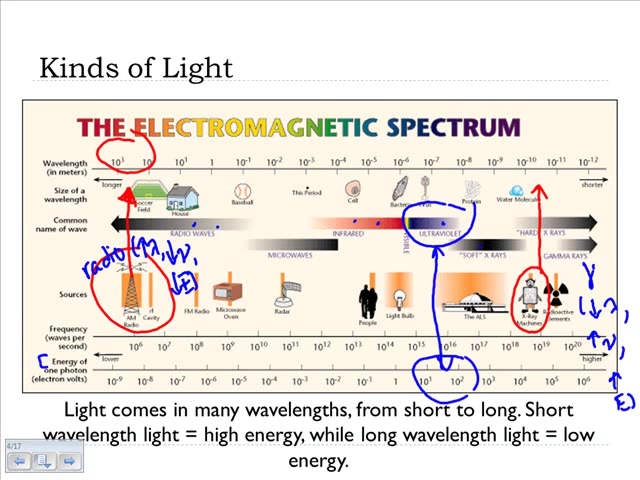 Kinds of Light
THE ELECTROMAGNETIC SPECTRUM
Wavelength (in meters)
10³ 10¹ 1 10⁻¹ 10⁻² 10⁻³ 10⁻⁴ 10⁻⁵ 10⁻⁶ 10⁻⁷ 10⁻⁸ 10⁻⁹ 10⁻¹⁰ 10⁻¹¹ 10⁻¹²
longer shorter
Size of a wavelength
Soccer Field House Baseball This Period Cell Bacteria Protein Water Molecule
Common name of wave
RADIO WAVES INFRARED VISIBLE ULTRAVIOLET "HARD" X RAYS
MICROWAVES "SOFT" X RAYS GAMMA RAYS
radio (↑λ, ↓ν, ↓E)
γ (↓λ, ↑ν, ↑E)
Sources
AM Radio rf Cavity FM Radio Microwave Oven Radar People Light Bulb The ALS X-Ray Machines Radioactive Elements
Frequency (waves per second)
10⁶ 10⁷ 10⁸ 10⁹ 10¹⁰ 10¹¹ 10¹² 10¹³ 10¹⁴ 10¹⁵ 10¹⁶ 10¹⁷ 10¹⁸ 10¹⁹ 10²⁰
lower higher
E
Energy of one photon (electron volts)
10⁻⁹ 10⁻⁸ 10⁻⁷ 10⁻⁶ 10⁻⁵ 10⁻⁴ 10⁻³ 10⁻² 10⁻¹ 1 10¹ 10² 10³ 10⁴ 10⁵ 10⁶
Light comes in many wavelengths, from short to long. Short
wavelength light = high energy, while long wavelength light = low
energy.
4/17